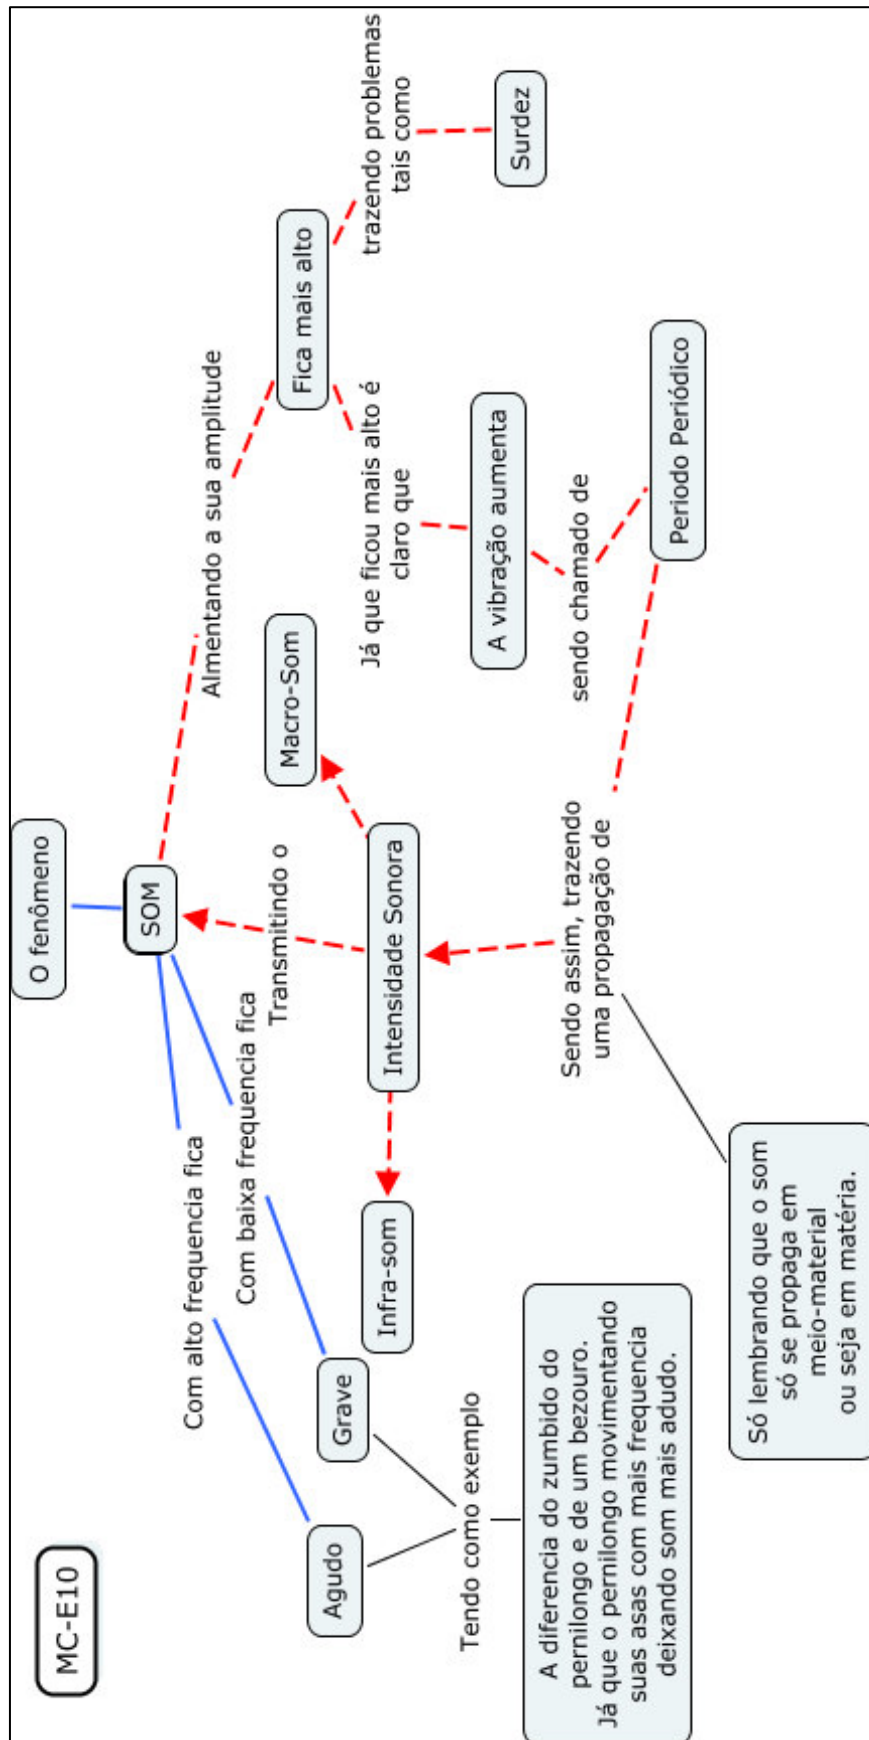 MC-E10
O fenômeno
SOM
Com alto frequencia fica
Com baixa frequencia fica
Transmitindo o
Almentando a sua amplitude
Agudo
Grave
Infra-som
Intensidade Sonora
Macro-Som
Fica mais alto
Já que ficou mais alto é
claro que
trazendo problemas
tais como
Tendo como exemplo
A vibração aumenta
Surdez
A diferencia do zumbido do
pernilongo e de um bezouro.
Já que o pernilongo movimentando
suas asas com mais frequencia
deixando som mais adudo.
Sendo assim, trazendo
uma propagação de
sendo chamado de
Periodo Periódico
Só lembrando que o som
só se propaga em
meio-material
ou seja em matéria.